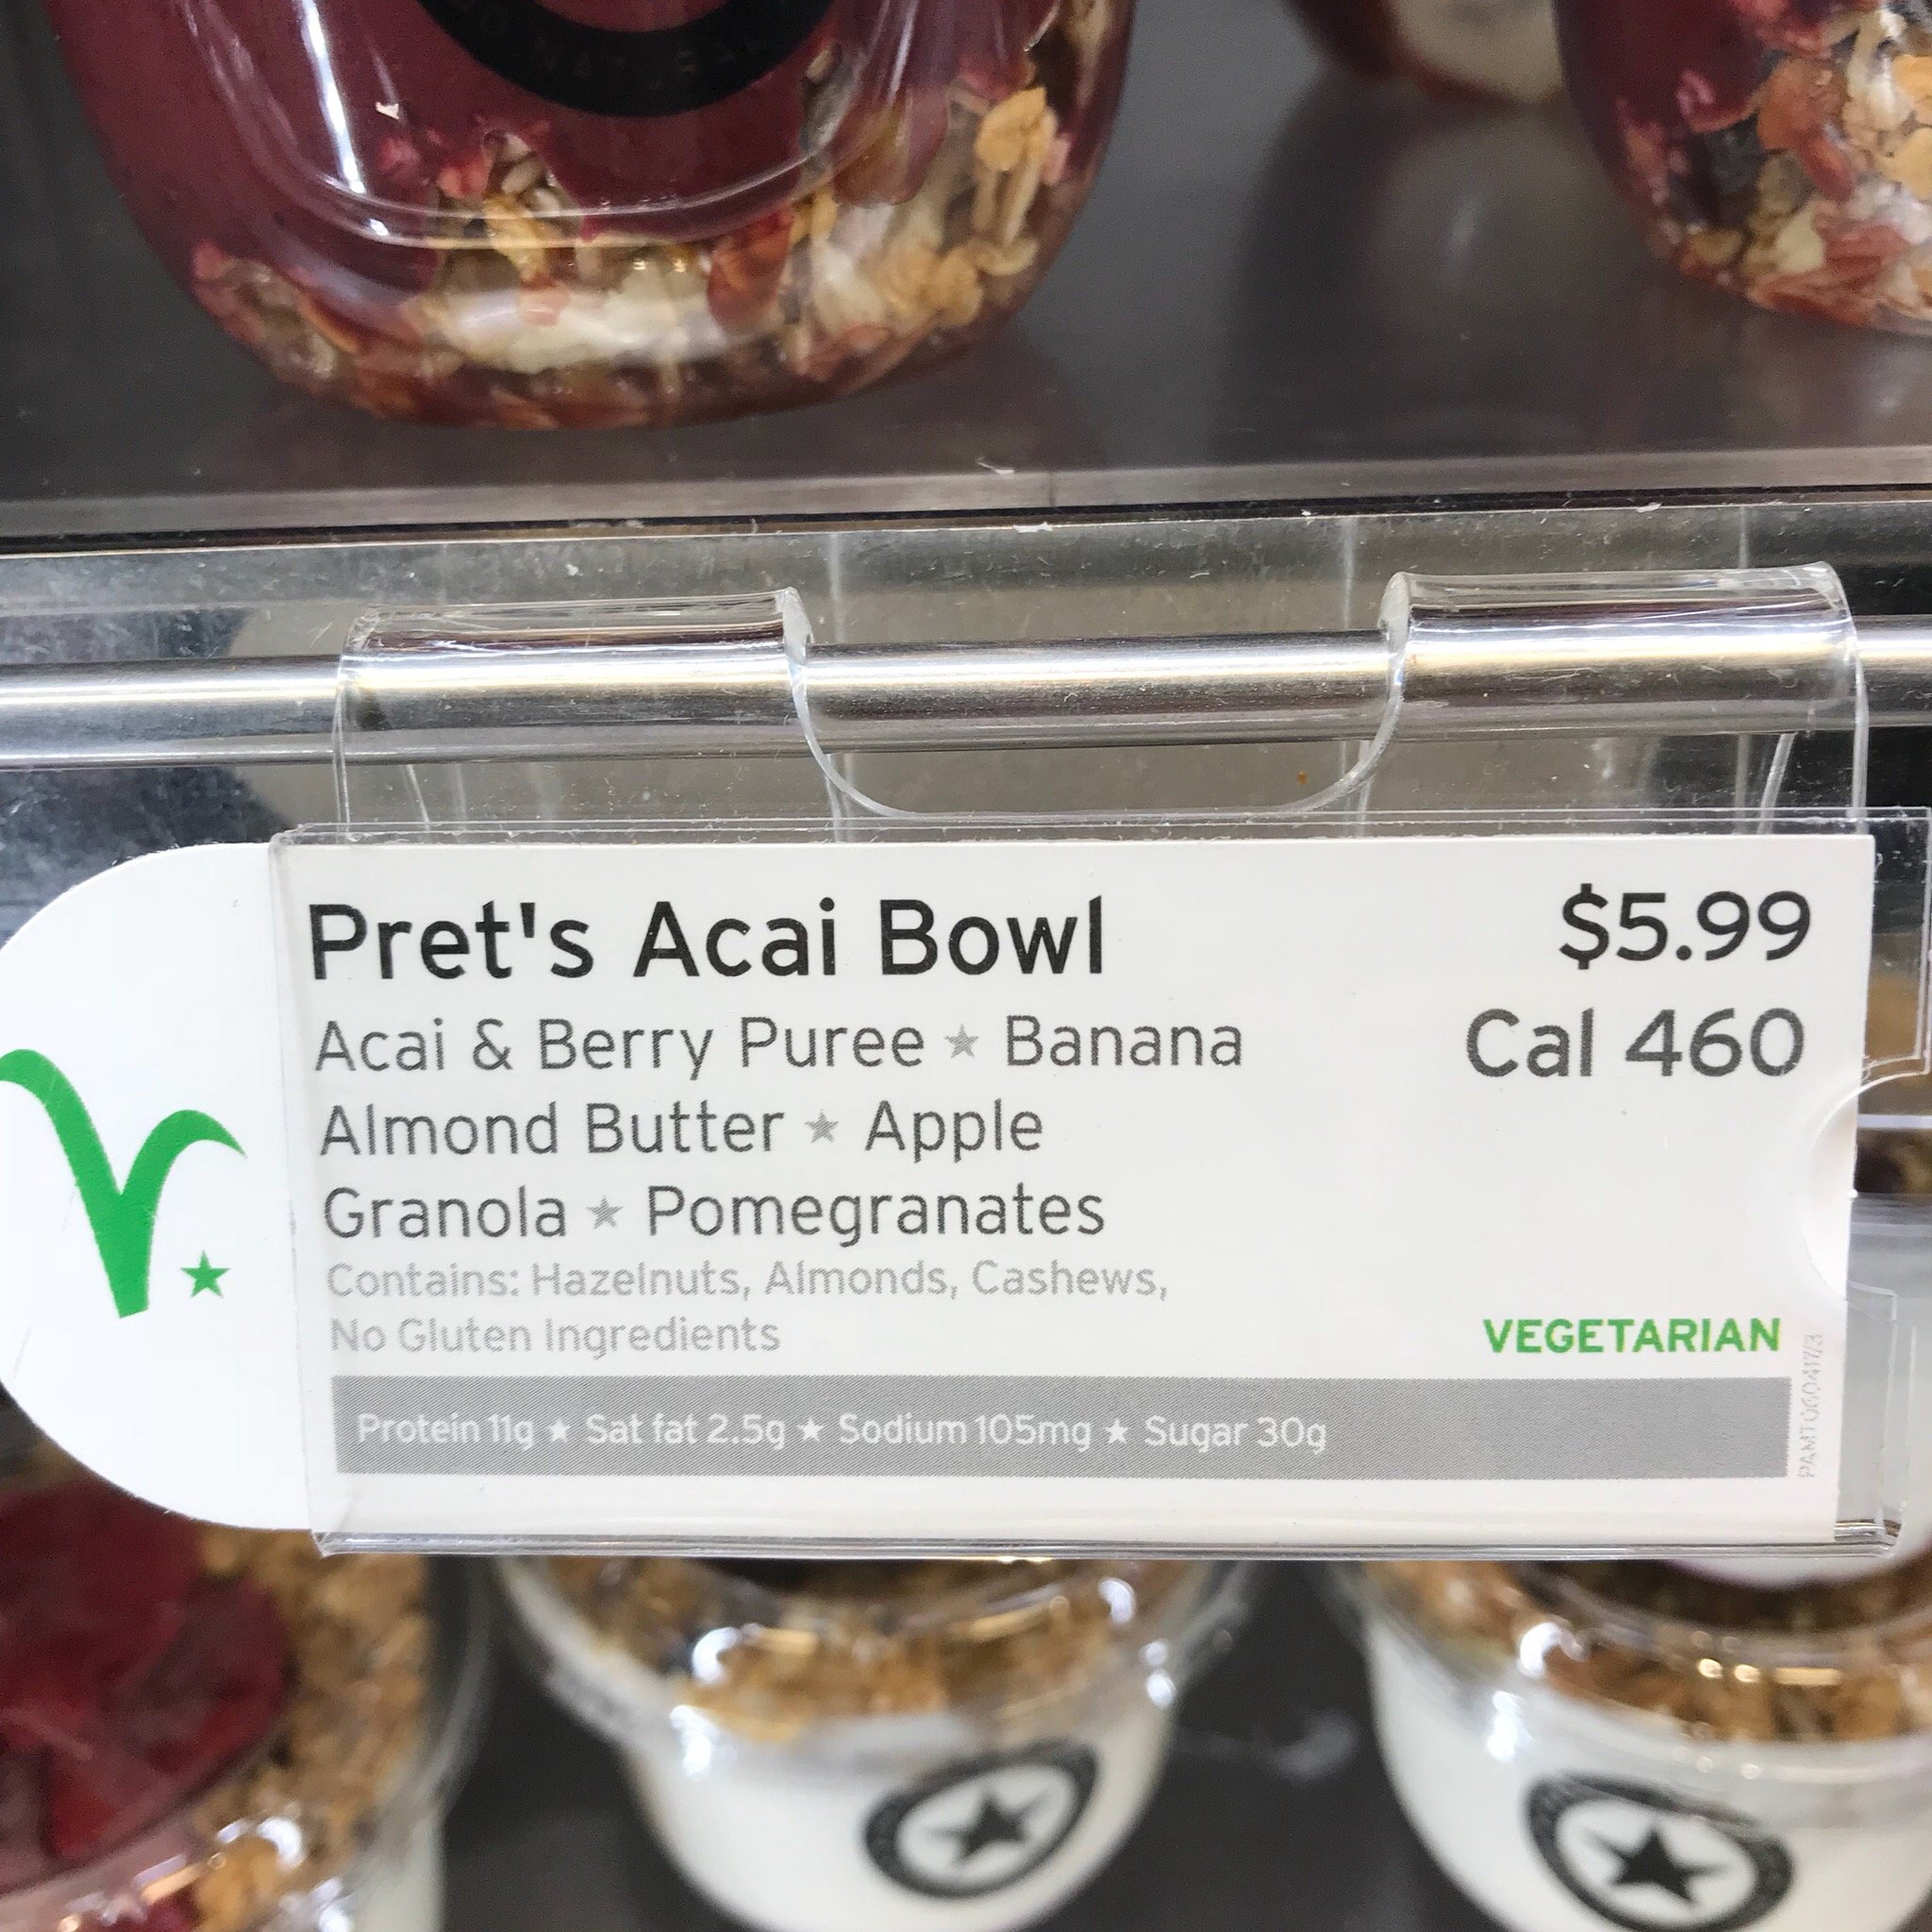 Pret's Acai Bowl
$5.99
Acai & Berry Puree ★ Banana
Cal 460
Almond Butter ★ Apple
Granola ★ Pomegranates
Contains: Hazelnuts, Almonds, Cashews,
No Gluten Ingredients
VEGETARIAN
Protein 11g ★ Sat fat 2.5g ★ Sodium 105mg ★ Sugar 30g